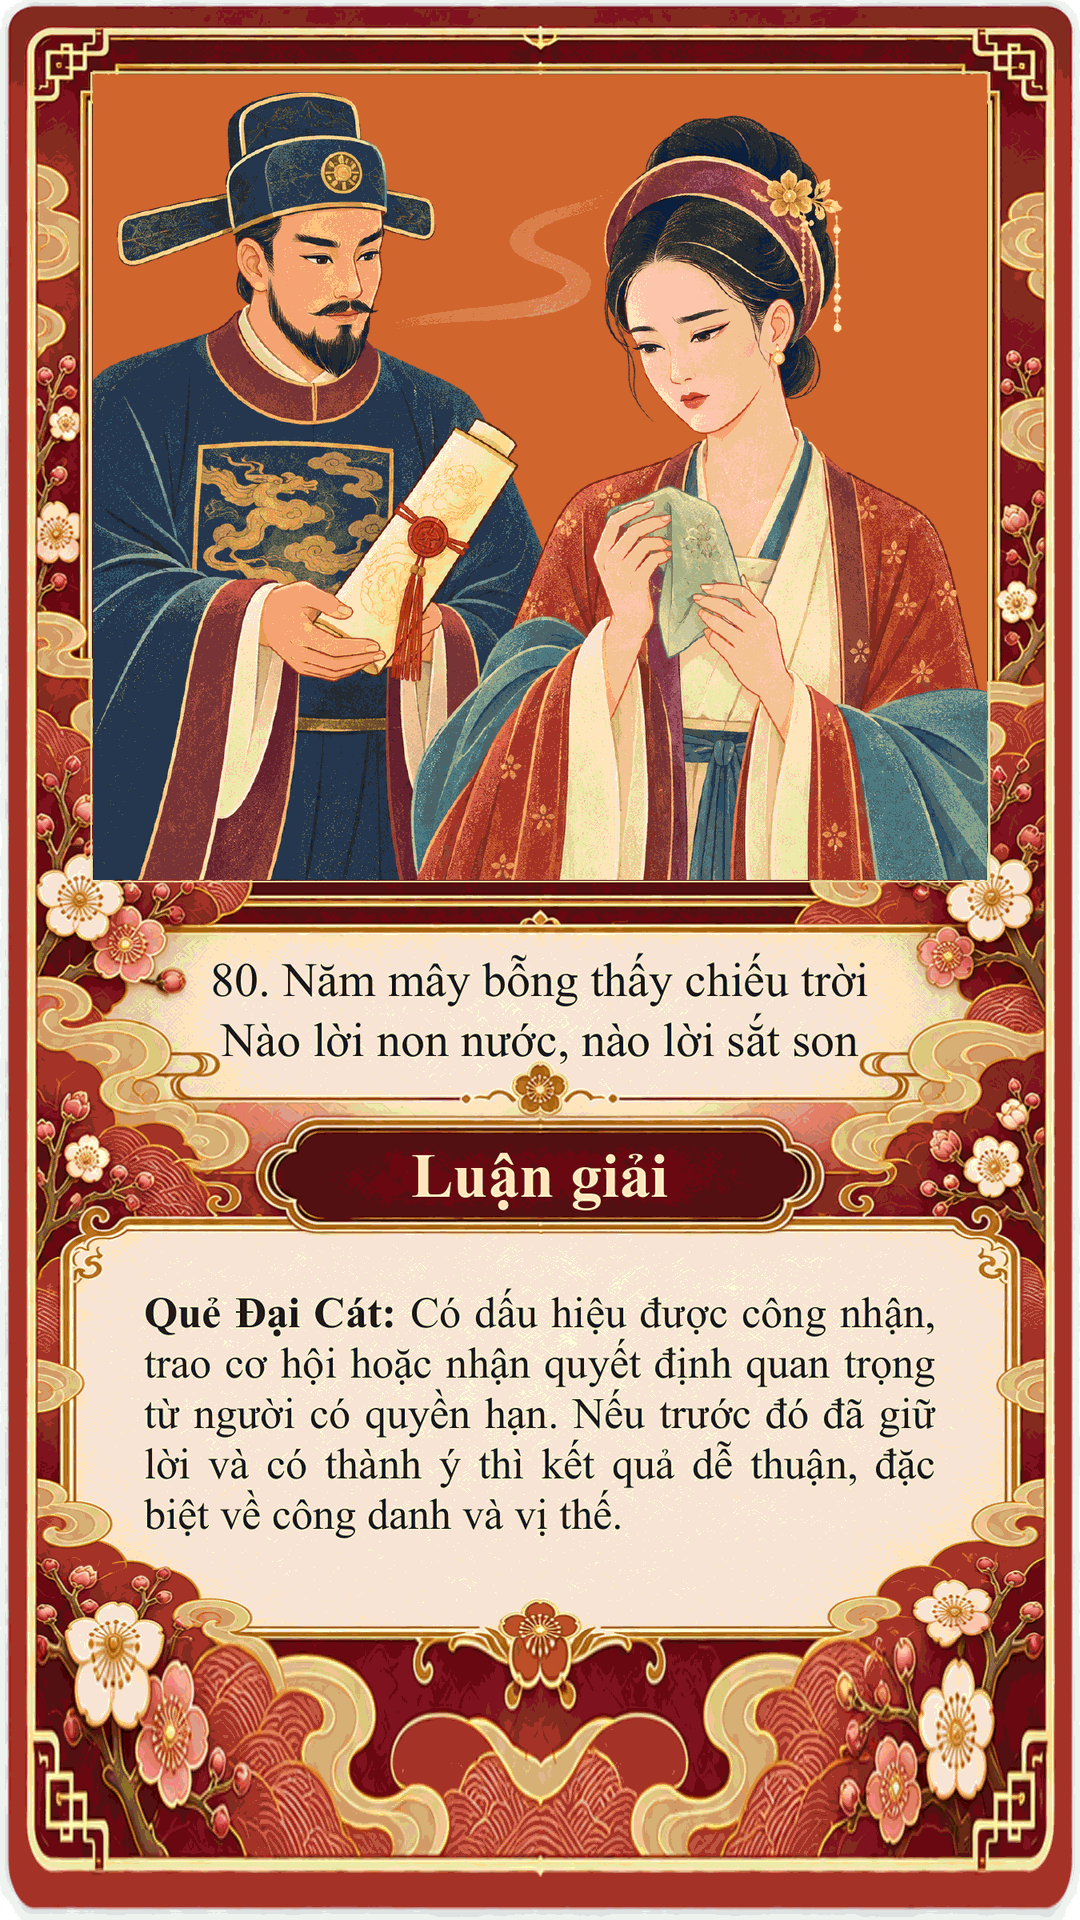 80. Năm mây bỗng thấy chiếu trời
Nào lời non nước, nào lời sắt son
Luận giải
Quẻ Đại Cát: Có dấu hiệu được công nhận,
trao cơ hội hoặc nhận quyết định quan trọng
từ người có quyền hạn. Nếu trước đó đã giữ
lời và có thành ý thì kết quả dễ thuận, đặc
biệt về công danh và vị thế.